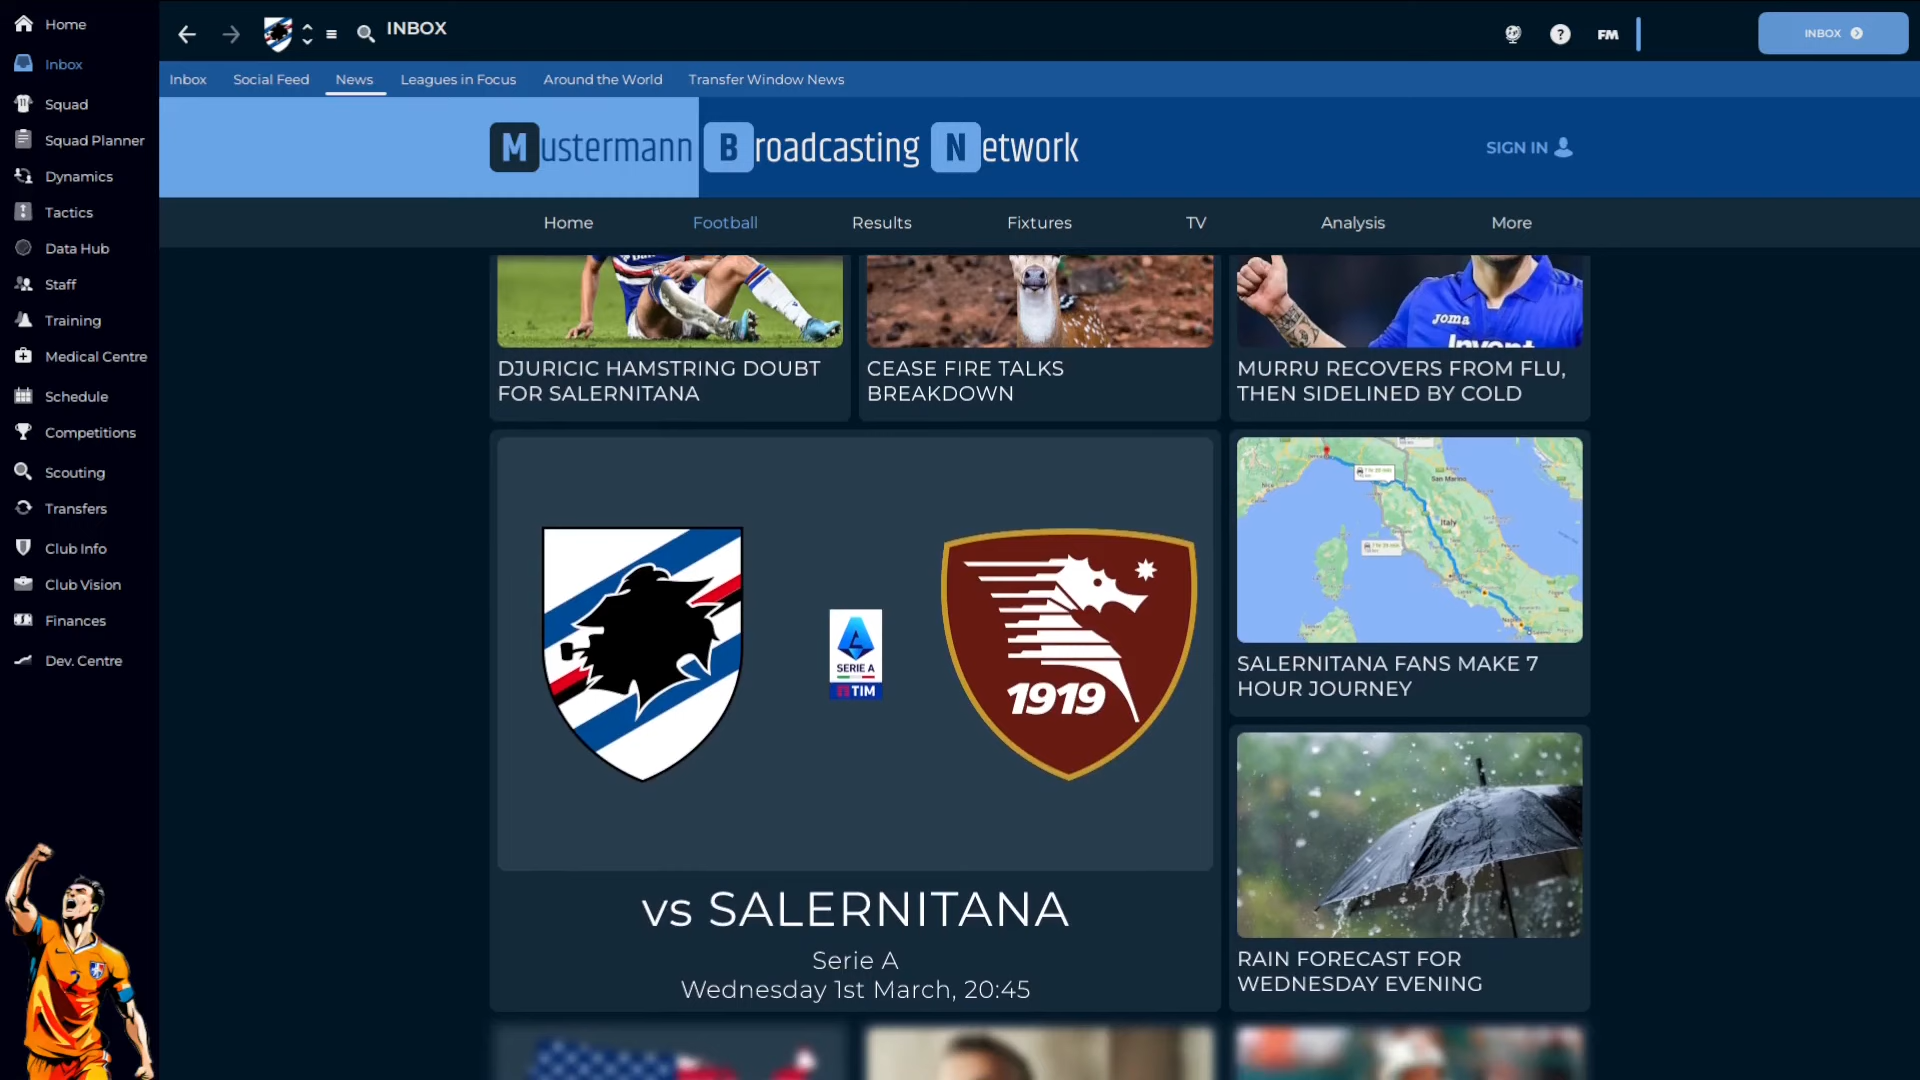 Home
Inbox
Squad
Squad Planner
Dynamics
Tactics
Data Hub
Staff
Training
Medical Centre
Schedule
Competitions
Scouting
Transfers
Club Info
Club Vision
Finances
Dev. Centre
INBOX
FM
INBOX
Inbox Social Feed News Leagues in Focus Around the World Transfer Window News
Mustermann Broadcasting Network
SIGN IN
Home Football Results Fixtures TV Analysis More
Joma
DJURICIC HAMSTRING DOUBT
FOR SALERNITANA
CEASE FIRE TALKS
BREAKDOWN
MURRU RECOVERS FROM FLU,
THEN SIDELINED BY COLD
SERIE A
TIM
1919
San Marino
Italy
SALERNITANA FANS MAKE 7
HOUR JOURNEY
vs SALERNITANA
Serie A
Wednesday 1st March, 20:45
RAIN FORECAST FOR
WEDNESDAY EVENING